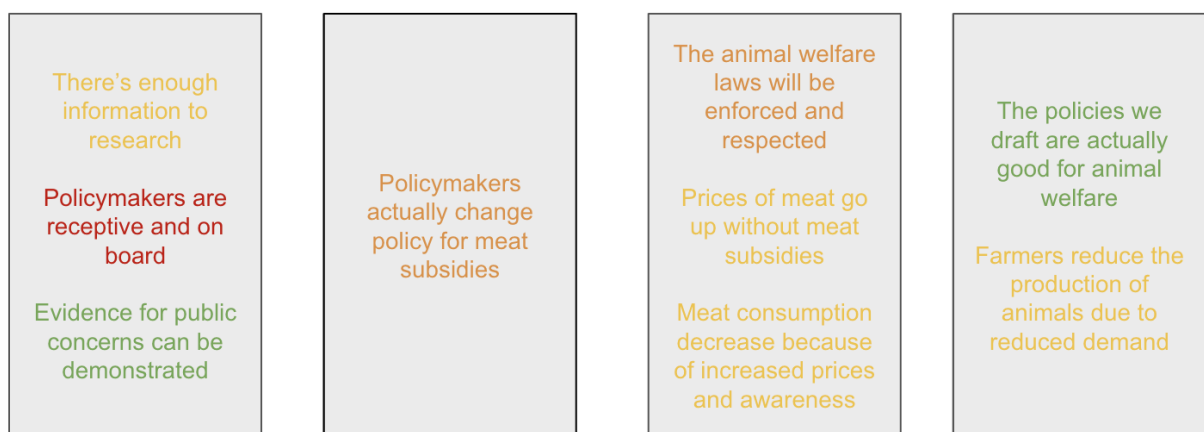 There's enough
information to
research
Policymakers are
receptive and on
board
Evidence for public
concerns can be
demonstrated
Policymakers
actually change
policy for meat
subsidies
The animal welfare
laws will be
enforced and
respected
Prices of meat go
up without meat
subsidies
Meat consumption
decrease because
of increased prices
and awareness
The policies we
draft are actually
good for animal
welfare
Farmers reduce the
production of
animals due to
reduced demand